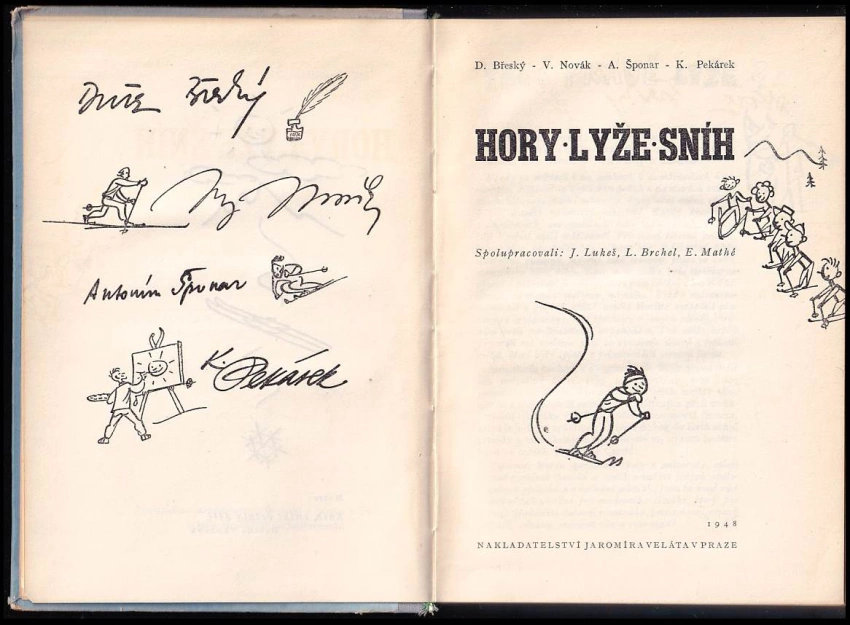 Břeský
Novák
Antonín Šponar
K. Pekárek
D. Břeský - V. Novák - A. Šponar - K. Pekárek
HORY·LYŽE·SNÍH
Spolupracovali: J. Lukeš, L. Brchel, E. Mathé
1948
NAKLADATELSTVÍ JAROMÍRA VELÁTA V PRAZE